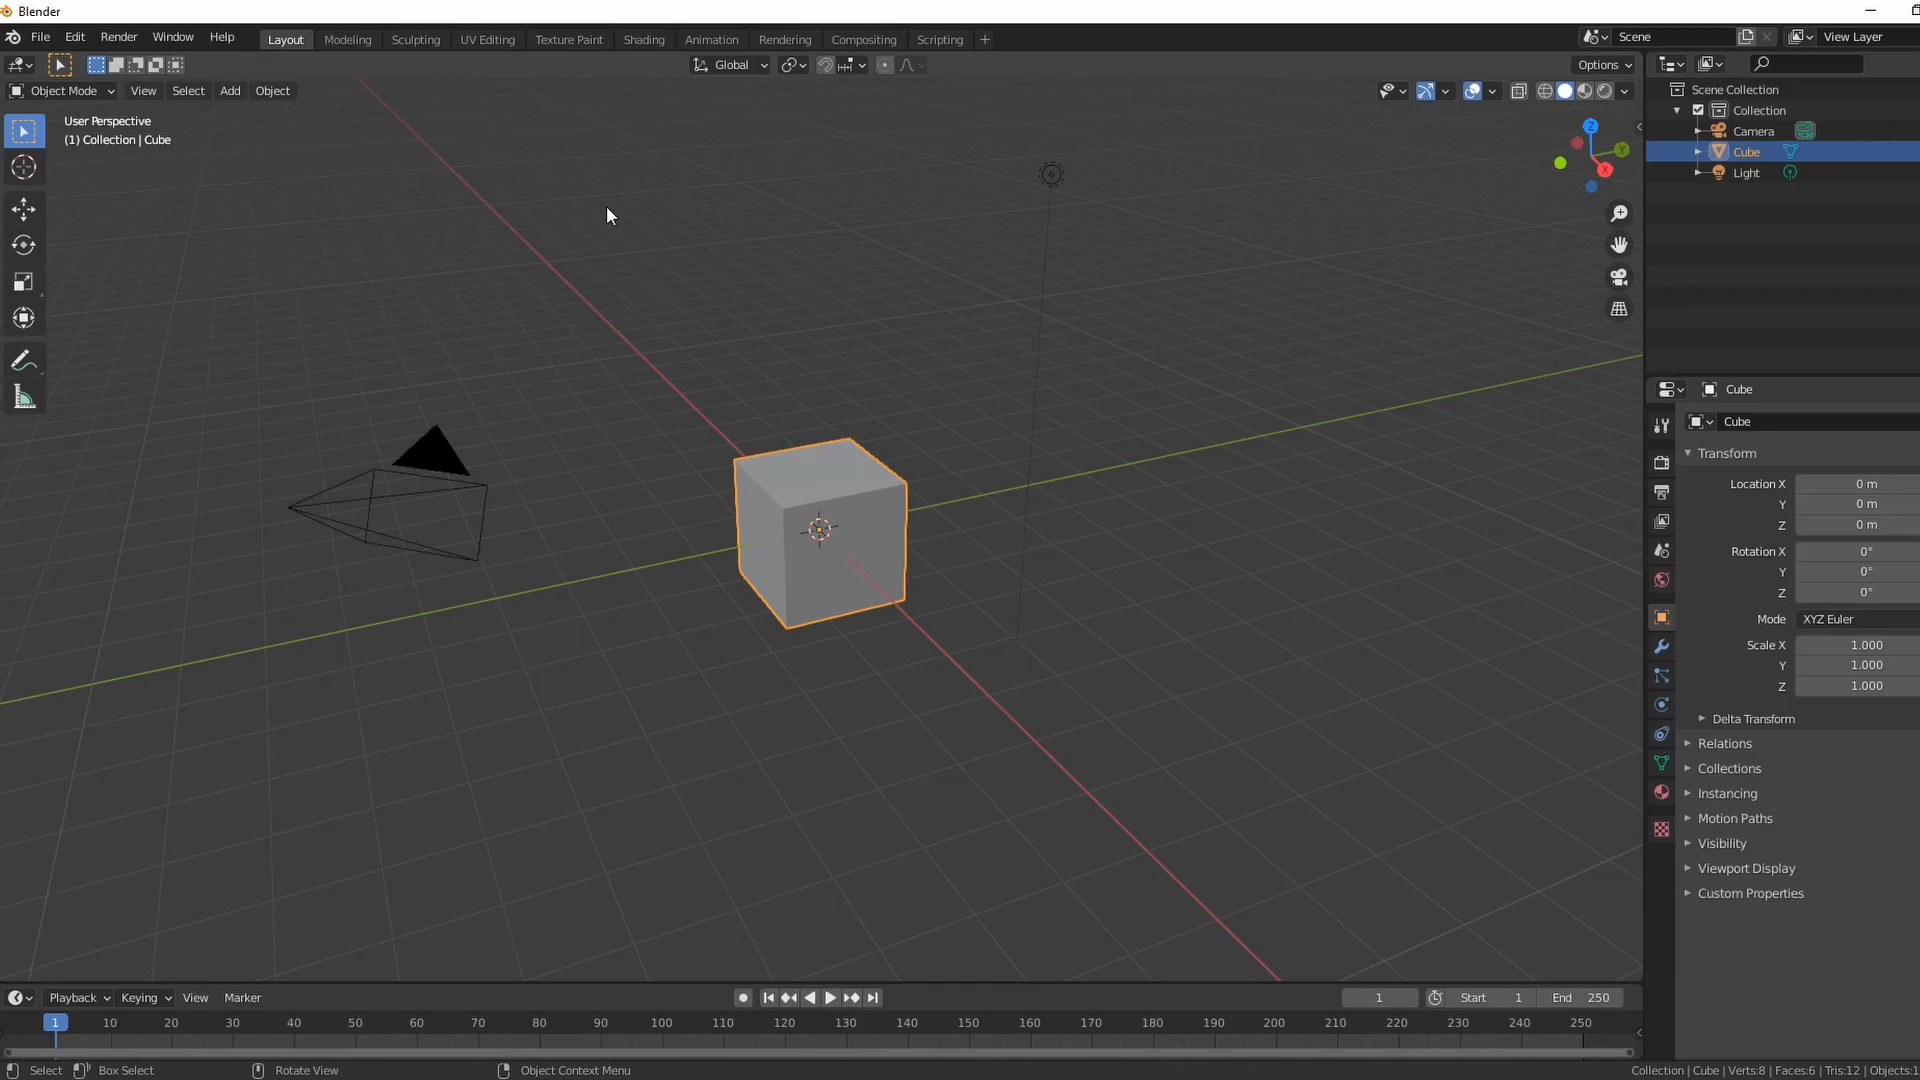 Blender
File Edit Render Window Help Layout Modeling Sculpting UV Editing Texture Paint Shading Animation Rendering Compositing Scripting + Scene View Layer
Global Options
Object Mode View Select Add Object
User Perspective
(1) Collection | Cube
Z
Y
X
Scene Collection
Collection
Camera
Cube
Light
Cube
Cube
Transform
Location X 0 m
Y 0 m
Z 0 m
Rotation X 0°
Y 0°
Z 0°
Mode XYZ Euler
Scale X 1.000
Y 1.000
Z 1.000
Delta Transform
Relations
Collections
Instancing
Motion Paths
Visibility
Viewport Display
Custom Properties
Playback Keying View Marker 1 Start 1 End 250
1 10 20 30 40 50 60 70 80 90 100 110 120 130 140 150 160 170 180 190 200 210 220 230 240 250
Select Box Select Rotate View Object Context Menu Collection | Cube | Verts:8 | Faces:6 | Tris:12 | Objects:1